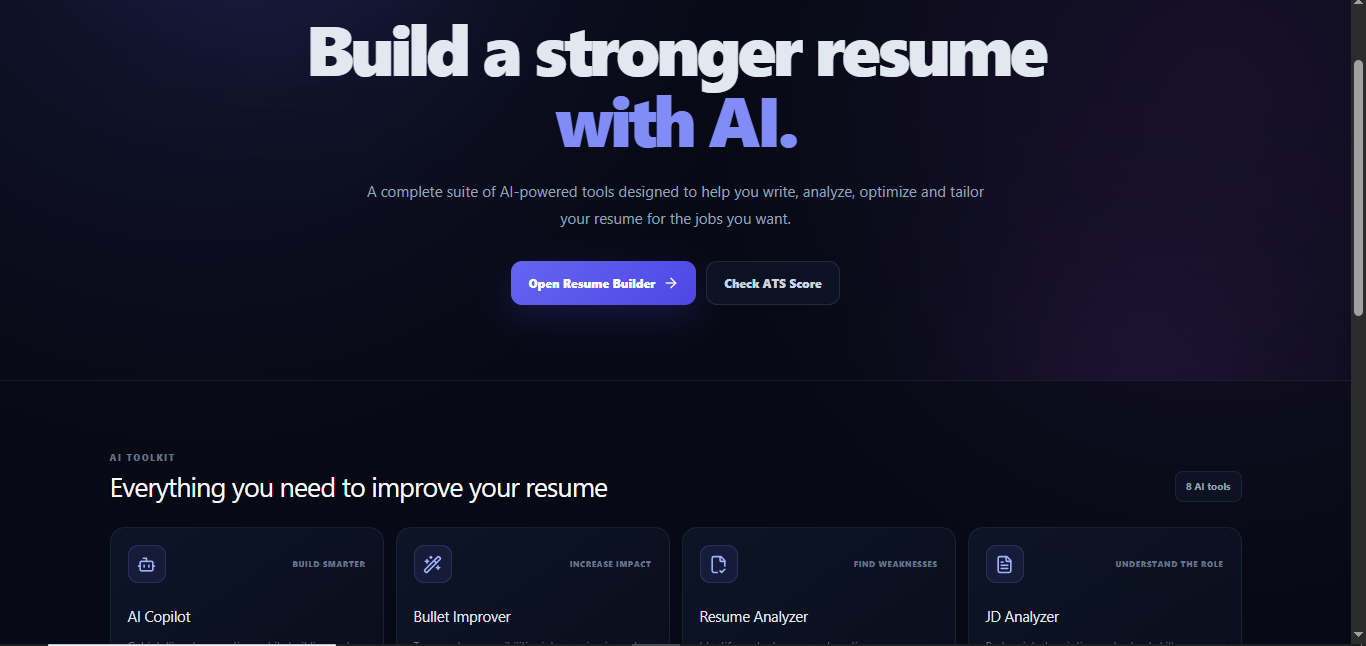 Build a stronger resume
with AI.
A complete suite of AI-powered tools designed to help you write, analyze, optimize and tailor
your resume for the jobs you want.
Open Resume Builder →
Check ATS Score
AI TOOLKIT
Everything you need to improve your resume
8 AI tools
BUILD SMARTER
INCREASE IMPACT
FIND WEAKNESSES
UNDERSTAND THE ROLE
AI Copilot
Bullet Improver
Resume Analyzer
JD Analyzer